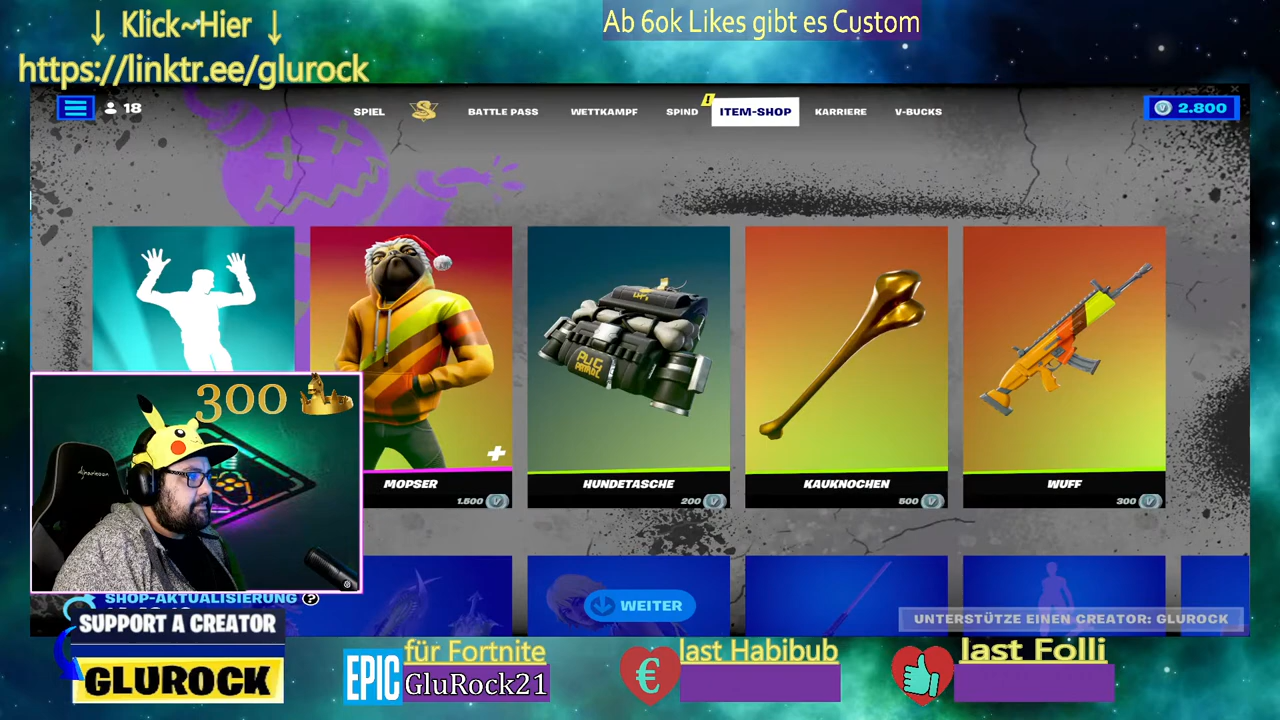 ↓ Klick~Hier ↓
https://linktr.ee/glurock
Ab 60k Likes gibt es Custom
18
SPIEL
BATTLE PASS
WETTKAMPF
SPIND
ITEM-SHOP
KARRIERE
V-BUCKS
2.800
300
PUG PATROL
MOPSER
1.500
HUNDETASCHE
200
KAUKNOCHEN
500
WUFF
300
SHOP-AKTUALISIERUNG ?
WEITER
UNTERSTÜTZE EINEN CREATOR: GLUROCK
SUPPORT A CREATOR
GLUROCK
EPIC
für Fortnite
GluRock21
€
last Habibub
last Folli